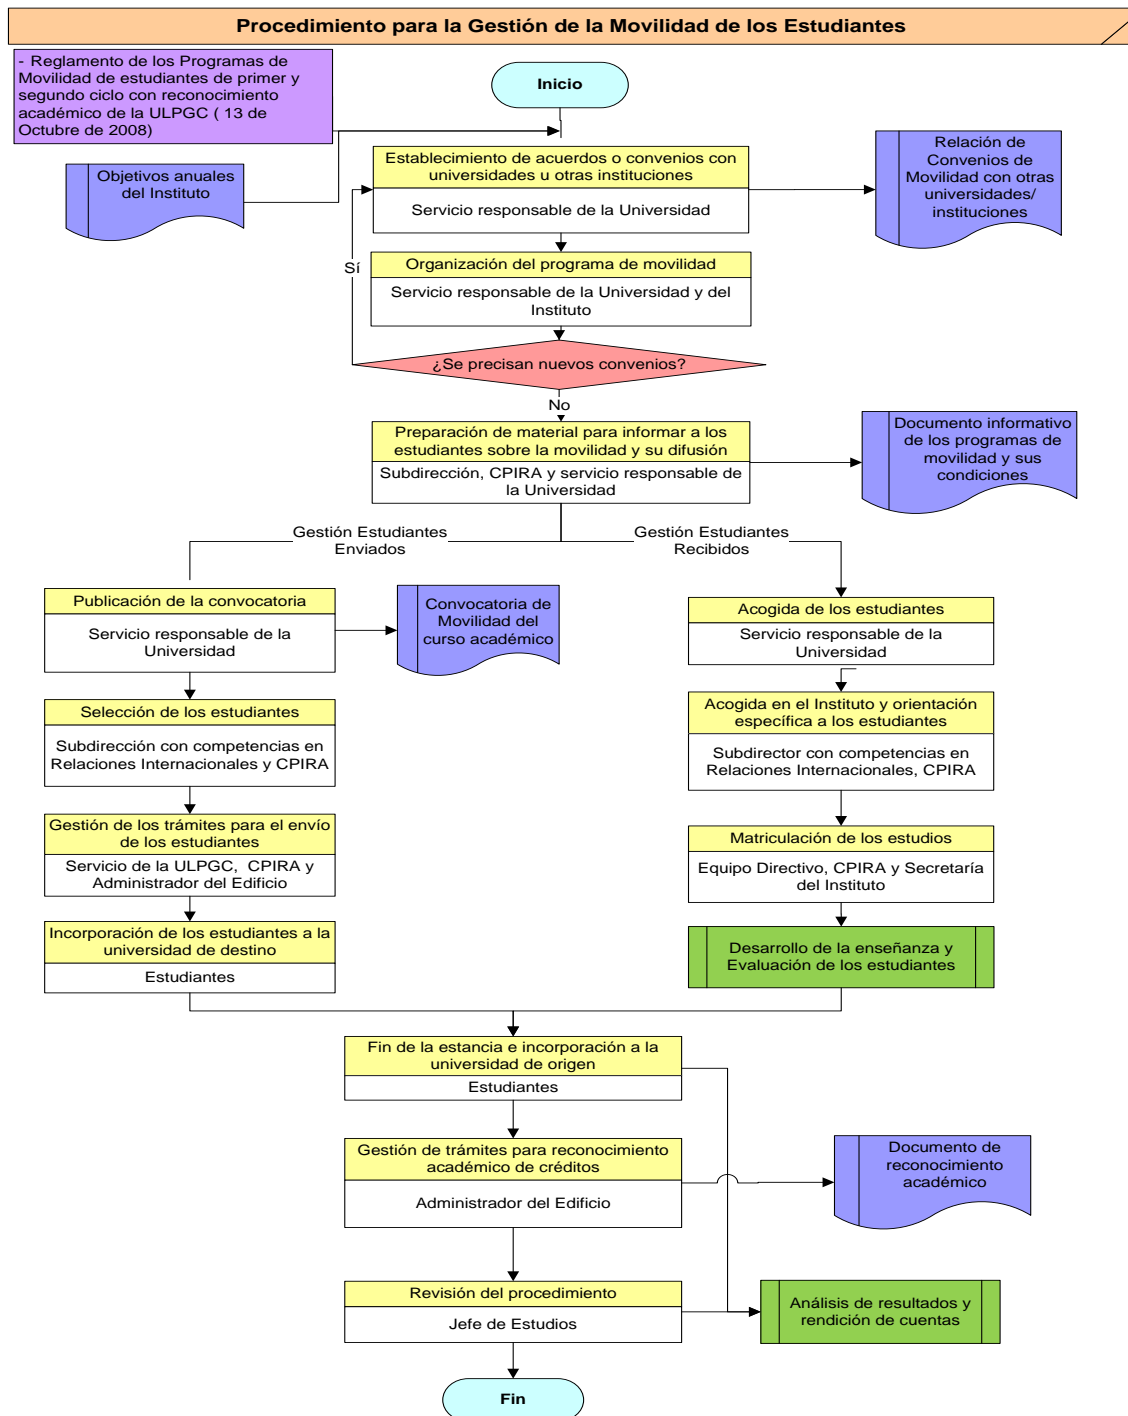 Procedimiento para la Gestión de la Movilidad de los Estudiantes
- Reglamento de los Programas de
Movilidad de estudiantes de primer y
segundo ciclo con reconocimiento
académico de la ULPGC ( 13 de
Octubre de 2008)
Inicio
Objetivos anuales
del Instituto
Establecimiento de acuerdos o convenios con
universidades u otras instituciones
Servicio responsable de la Universidad
Relación de
Convenios de
Movilidad con otras
universidades/
instituciones
Sí
Organización del programa de movilidad
Servicio responsable de la Universidad y del
Instituto
¿Se precisan nuevos convenios?
No
Preparación de material para informar a los
estudiantes sobre la movilidad y su difusión
Subdirección, CPIRA y servicio responsable de
la Universidad
Documento informativo
de los programas de
movilidad y sus
condiciones
Gestión Estudiantes
Enviados
Gestión Estudiantes
Recibidos
Publicación de la convocatoria
Servicio responsable de la
Universidad
Convocatoria de
Movilidad del
curso académico
Acogida de los estudiantes
Servicio responsable de la
Universidad
Selección de los estudiantes
Subdirección con competencias en
Relaciones Internacionales y CPIRA
Acogida en el Instituto y orientación
específica a los estudiantes
Subdirector con competencias en
Relaciones Internacionales, CPIRA
Gestión de los trámites para el envío
de los estudiantes
Servicio de la ULPGC,  CPIRA y
Administrador del Edificio
Matriculación de los estudios
Equipo Directivo, CPIRA y Secretaría
del Instituto
Incorporación de los estudiantes a la
universidad de destino
Estudiantes
Desarrollo de la enseñanza y
Evaluación de los estudiantes
Fin de la estancia e incorporación a la
universidad de origen
Estudiantes
Gestión de trámites para reconocimiento
académico de créditos
Administrador del Edificio
Documento de
reconocimiento
académico
Revisión del procedimiento
Jefe de Estudios
Análisis de resultados y
rendición de cuentas
Fin